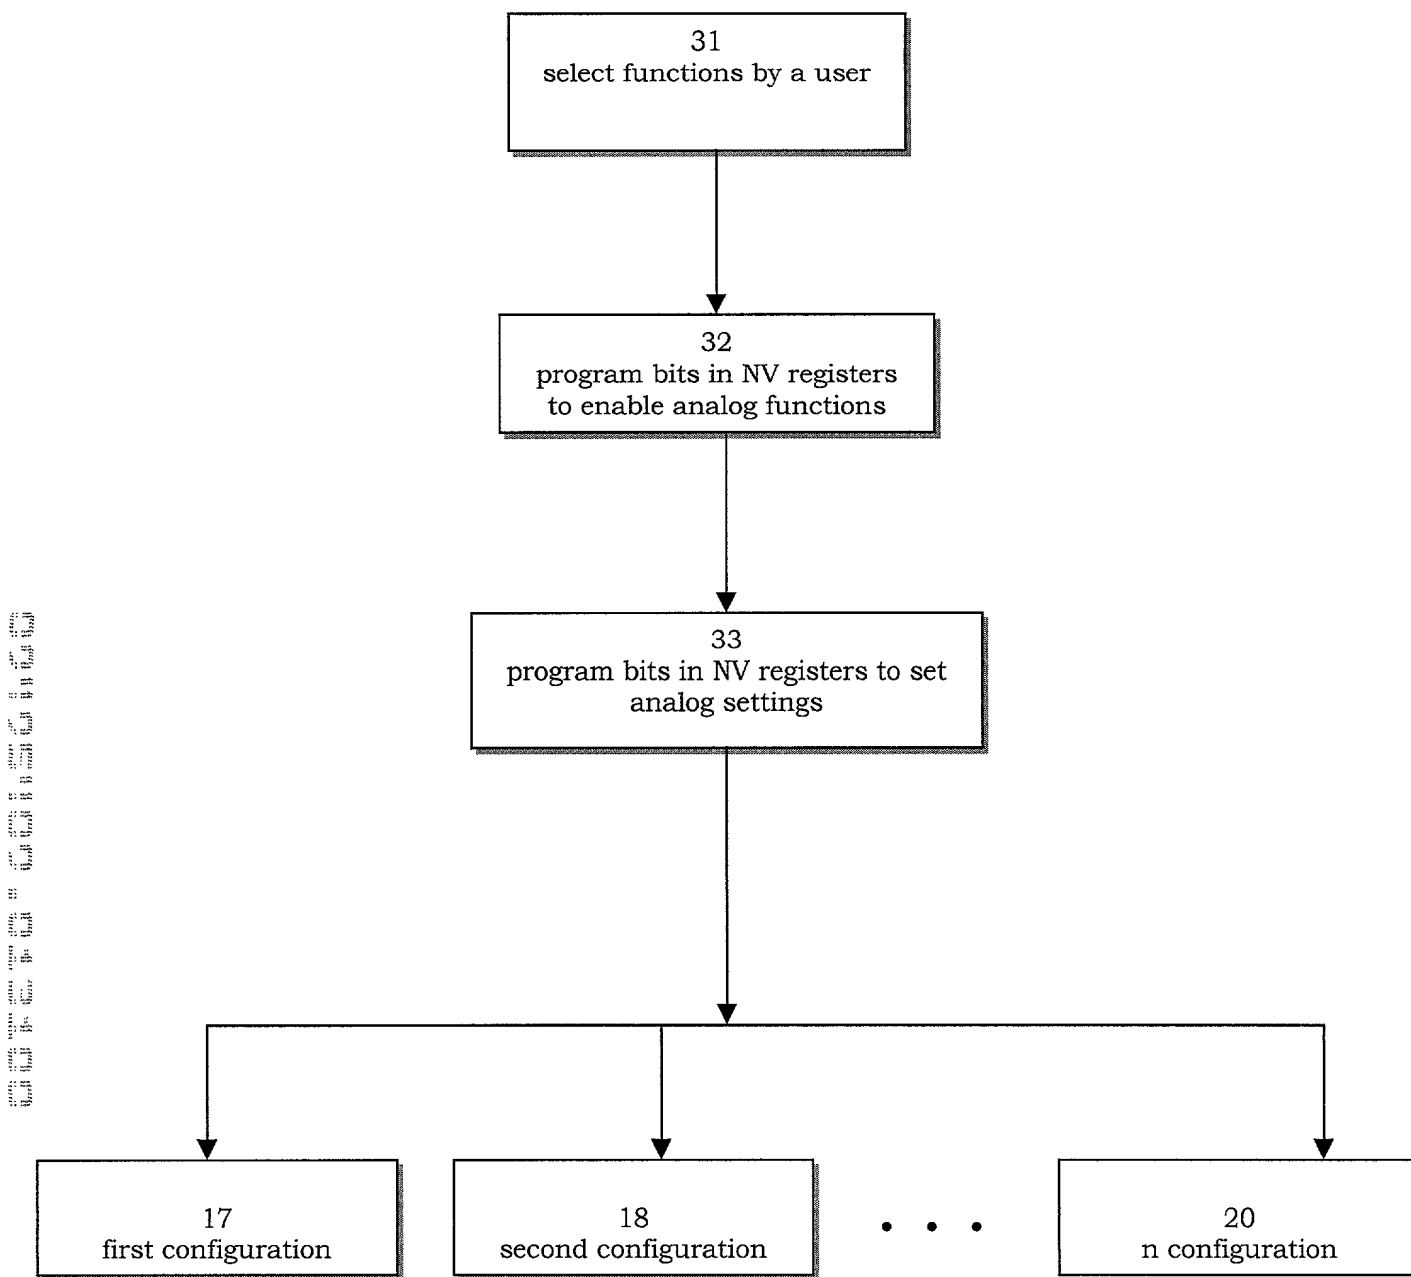 31
select functions by a user
32
program bits in NV registers
to enable analog functions
33
program bits in NV registers to set
analog settings
17
first configuration
18
second configuration
. . .
20
n configuration